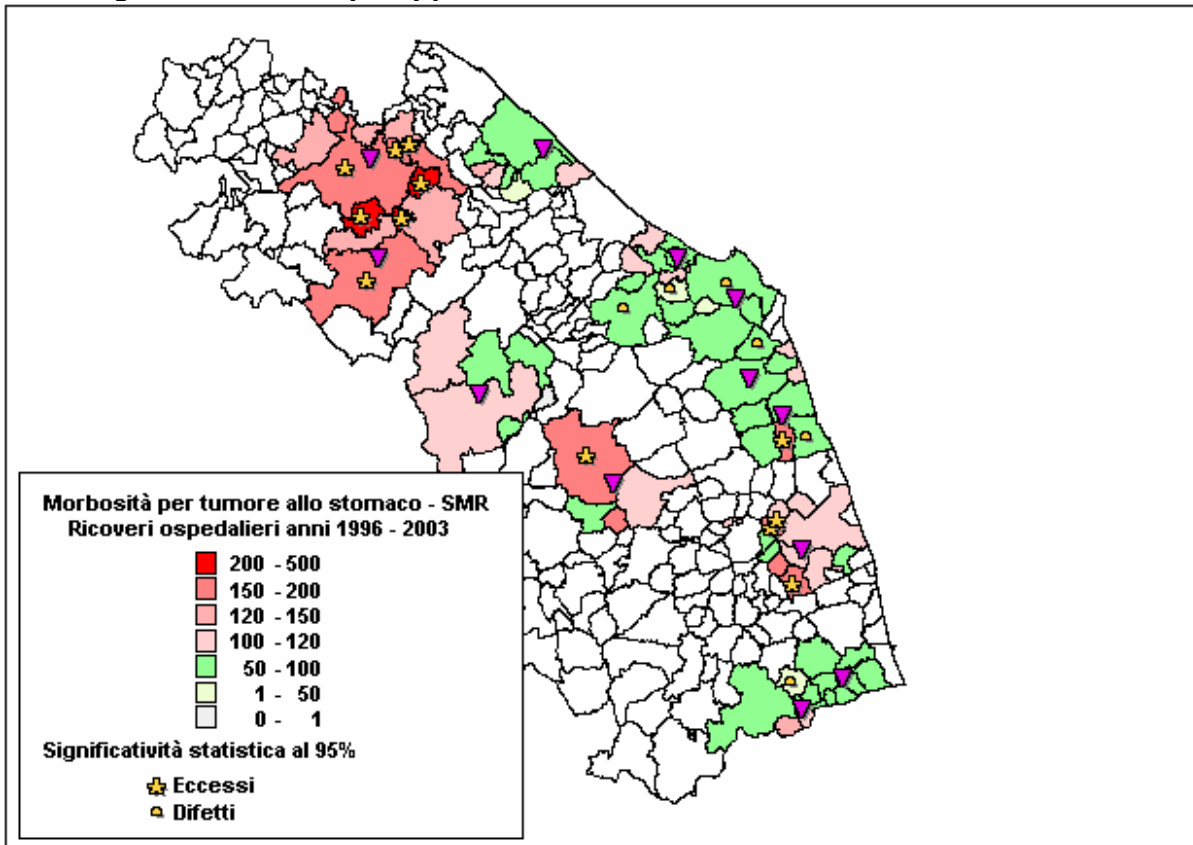 Morbosità per tumore allo stomaco - SMR
Ricoveri ospedalieri anni 1996 - 2003
200 - 500
150 - 200
120 - 150
100 - 120
50 - 100
1 - 50
0 - 1
Significatività statistica al 95%
Eccessi
Difetti